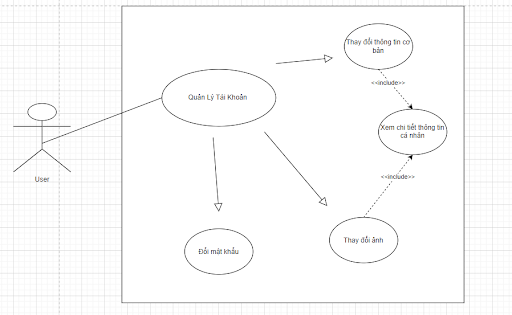 Thay đổi thông tin cơ
bản
<<include>>
Quản Lý Tài Khoản
Xem chi tiết thông tin
cá nhân
<<include>>
User
Đổi mật khẩu
Thay đổi ảnh